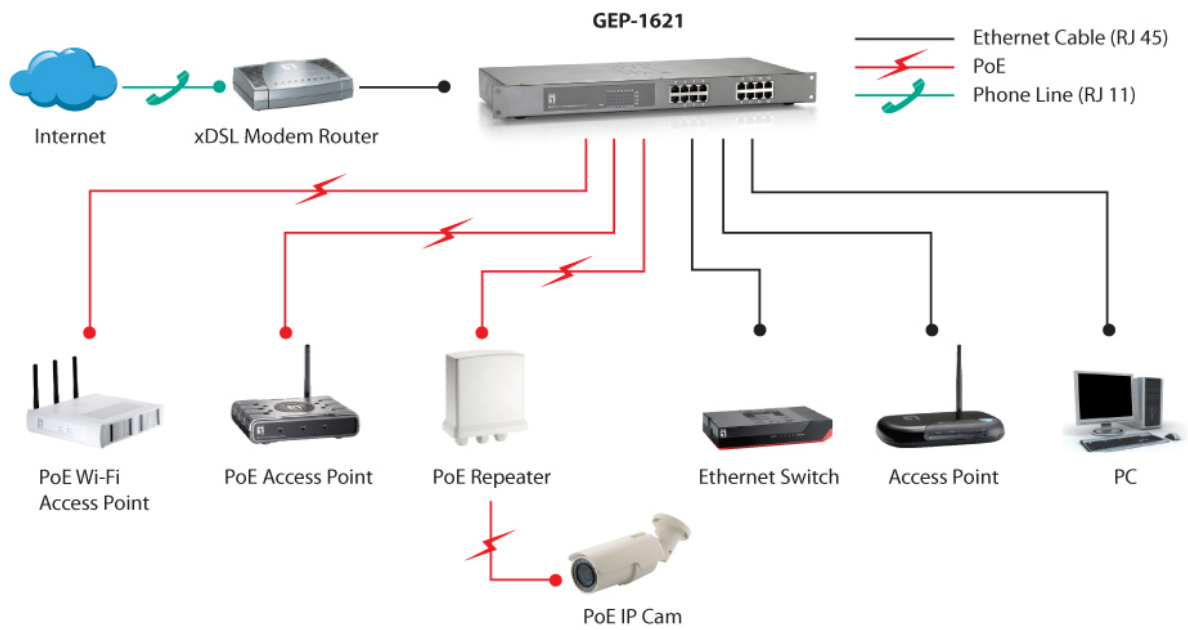 GEP-1621
Ethernet Cable (RJ 45)
PoE
Phone Line (RJ 11)
Internet
xDSL Modem Router
PoE Wi-Fi
Access Point
PoE Access Point
PoE Repeater
Ethernet Switch
Access Point
PC
PoE IP Cam